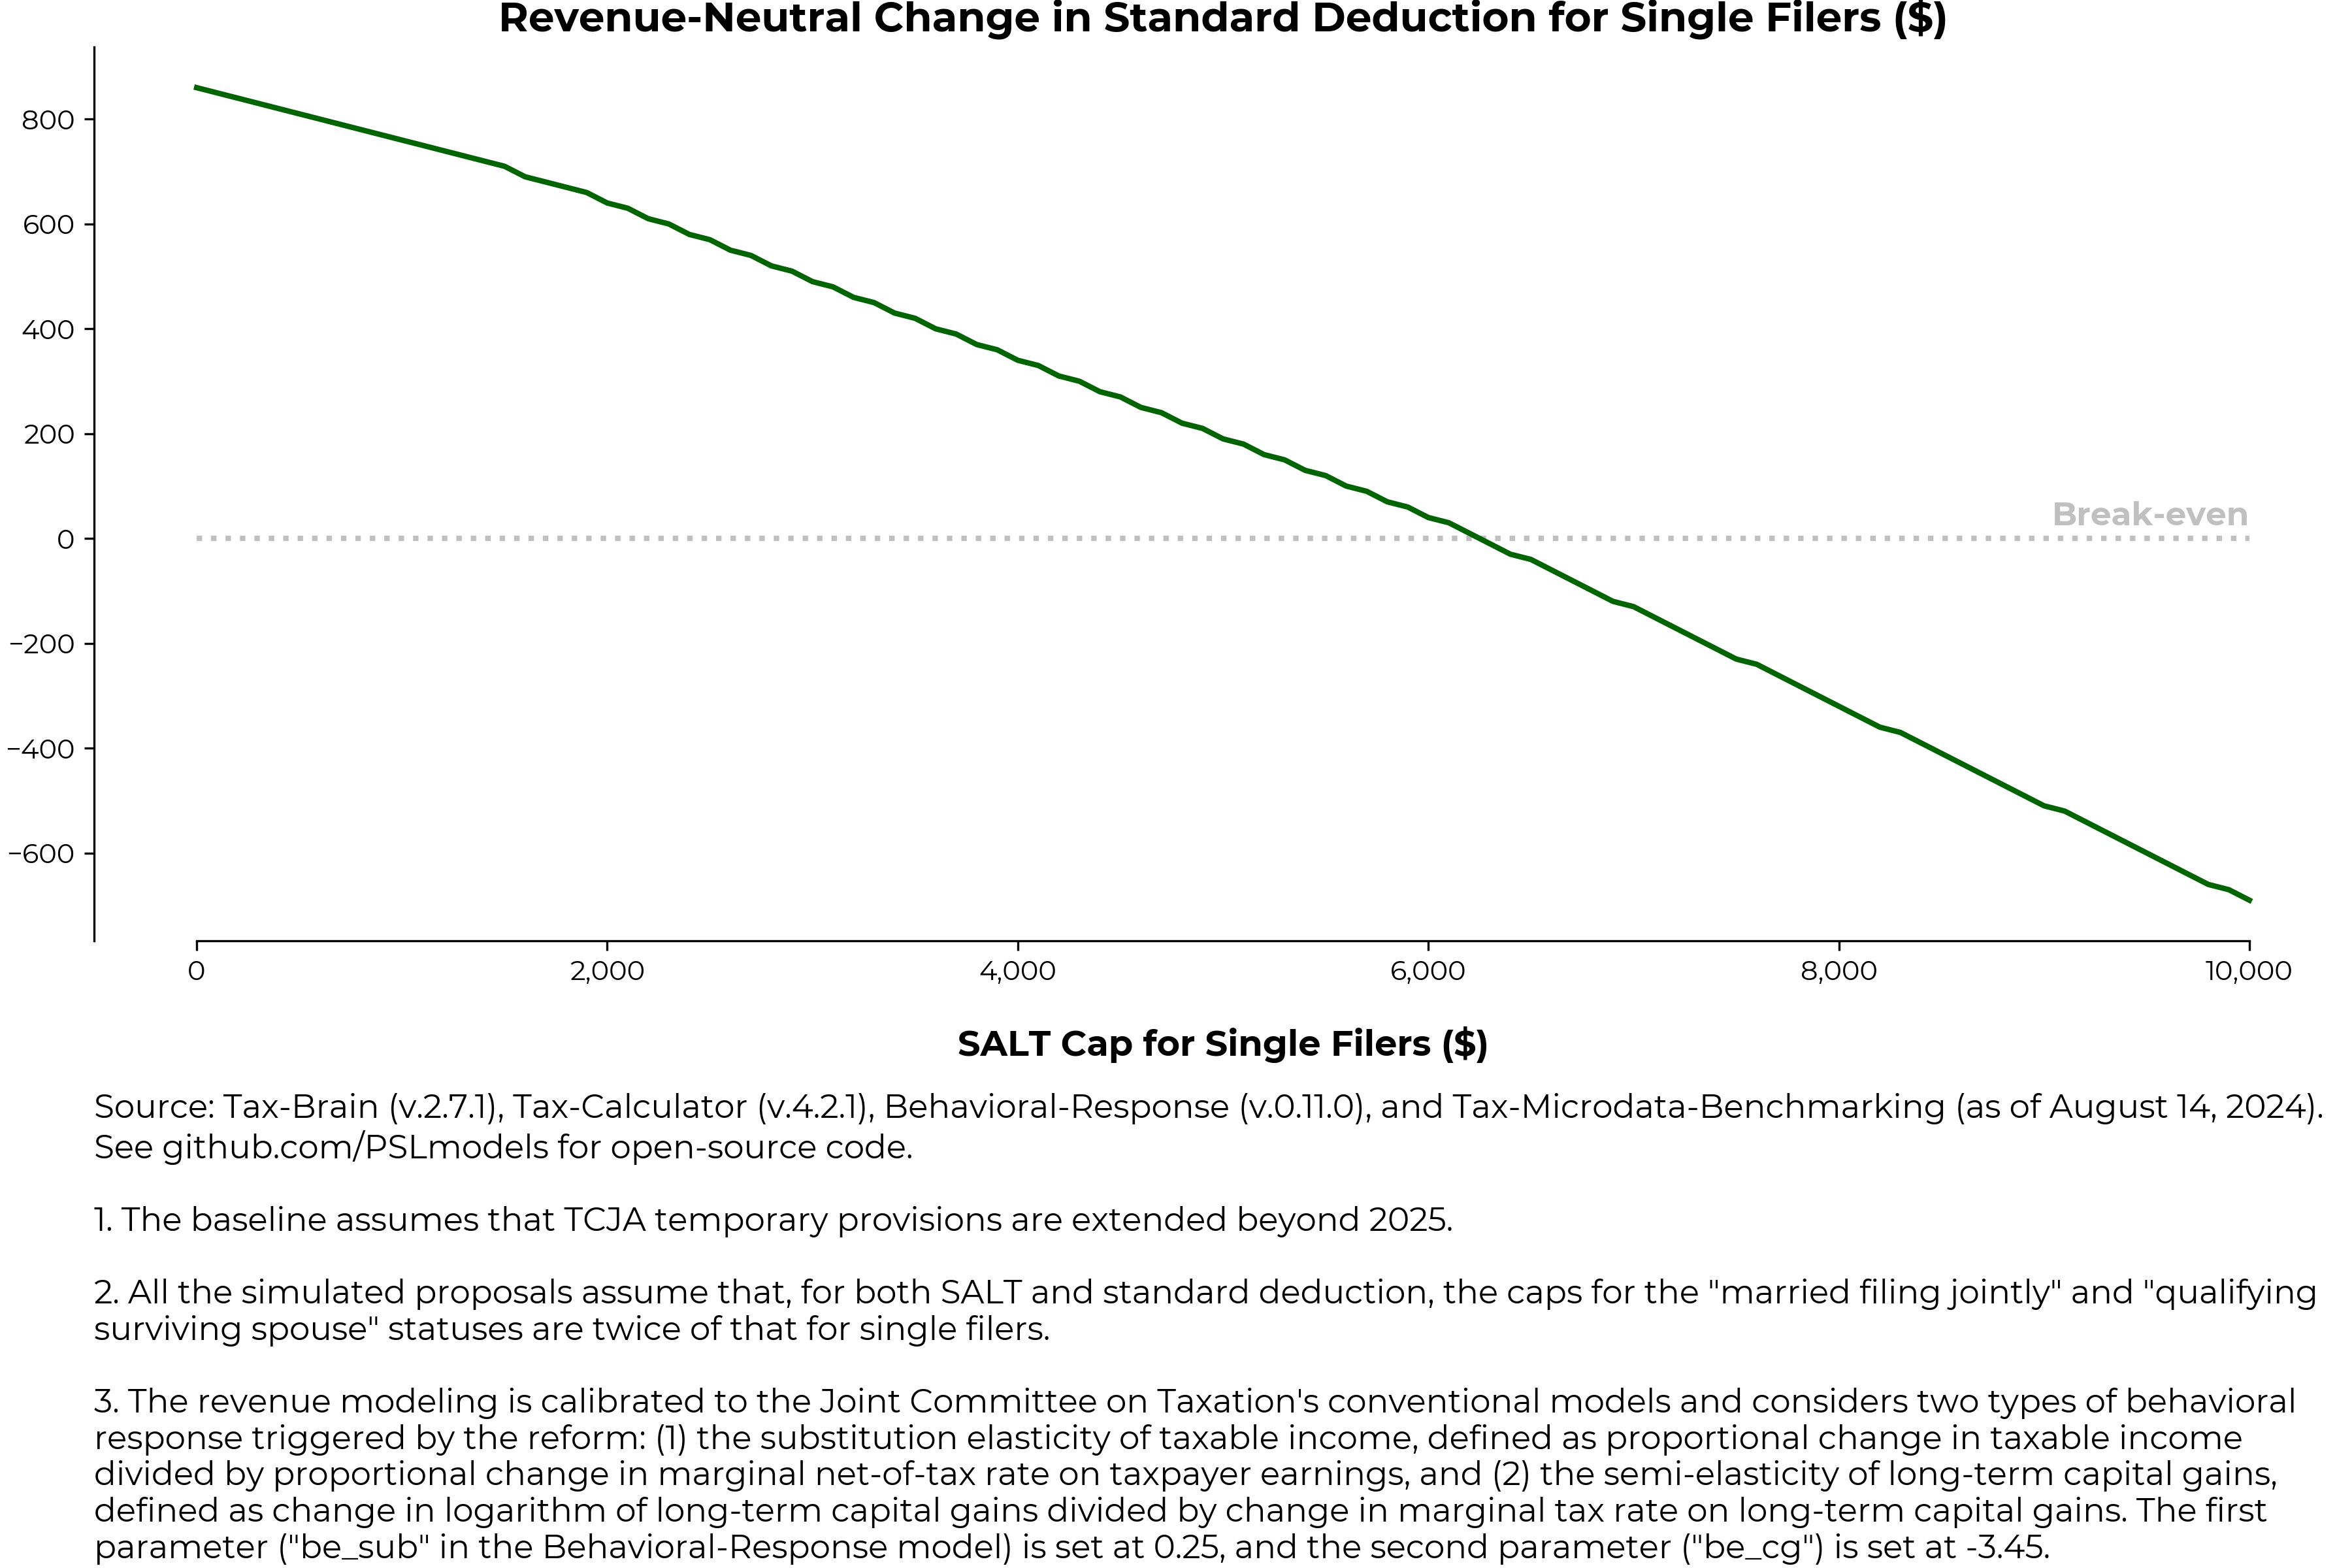 Revenue-Neutral Change in Standard Deduction for Single Filers ($)
800
600
400
200
0
−200
−400
−600
Break-even
0
2,000
4,000
6,000
8,000
10,000
SALT Cap for Single Filers ($)
Source: Tax-Brain (v.2.7.1), Tax-Calculator (v.4.2.1), Behavioral-Response (v.0.11.0), and Tax-Microdata-Benchmarking (as of August 14, 2024).
See github.com/PSLmodels for open-source code.
1. The baseline assumes that TCJA temporary provisions are extended beyond 2025.
2. All the simulated proposals assume that, for both SALT and standard deduction, the caps for the "married filing jointly" and "qualifying
surviving spouse" statuses are twice of that for single filers.
3. The revenue modeling is calibrated to the Joint Committee on Taxation's conventional models and considers two types of behavioral
response triggered by the reform: (1) the substitution elasticity of taxable income, defined as proportional change in taxable income
divided by proportional change in marginal net-of-tax rate on taxpayer earnings, and (2) the semi-elasticity of long-term capital gains,
defined as change in logarithm of long-term capital gains divided by change in marginal tax rate on long-term capital gains. The first
parameter ("be_sub" in the Behavioral-Response model) is set at 0.25, and the second parameter ("be_cg") is set at -3.45.